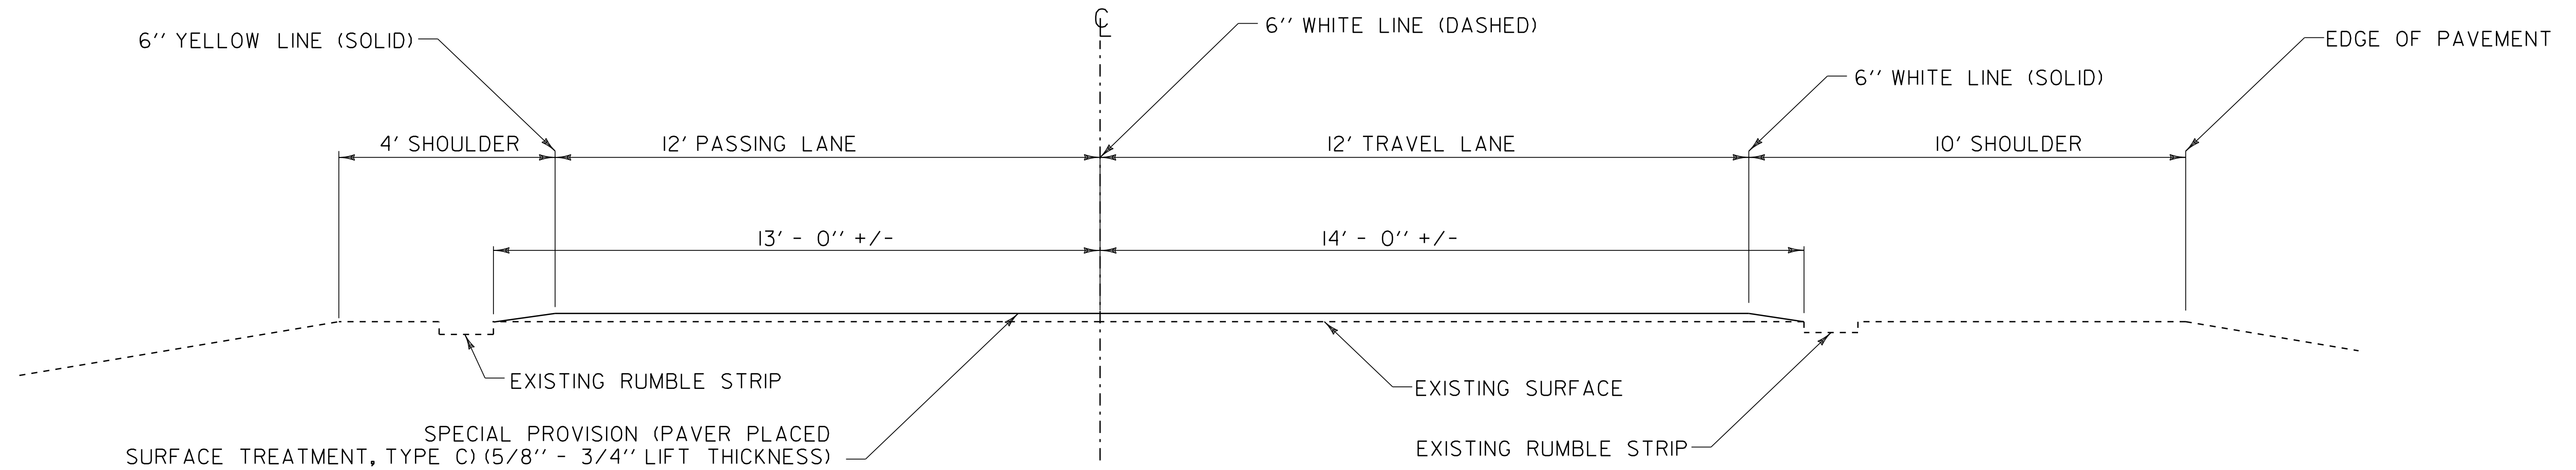 ℄
6'' WHITE LINE (DASHED)
6'' YELLOW LINE (SOLID)
EDGE OF PAVEMENT
6'' WHITE LINE (SOLID)
4' SHOULDER
12' PASSING LANE
12' TRAVEL LANE
10' SHOULDER
13' - 0'' +/-
14' - 0'' +/-
EXISTING RUMBLE STRIP
EXISTING SURFACE
SPECIAL PROVISION (PAVER PLACED
SURFACE TREATMENT, TYPE C) (5/8'' - 3/4'' LIFT THICKNESS)
EXISTING RUMBLE STRIP